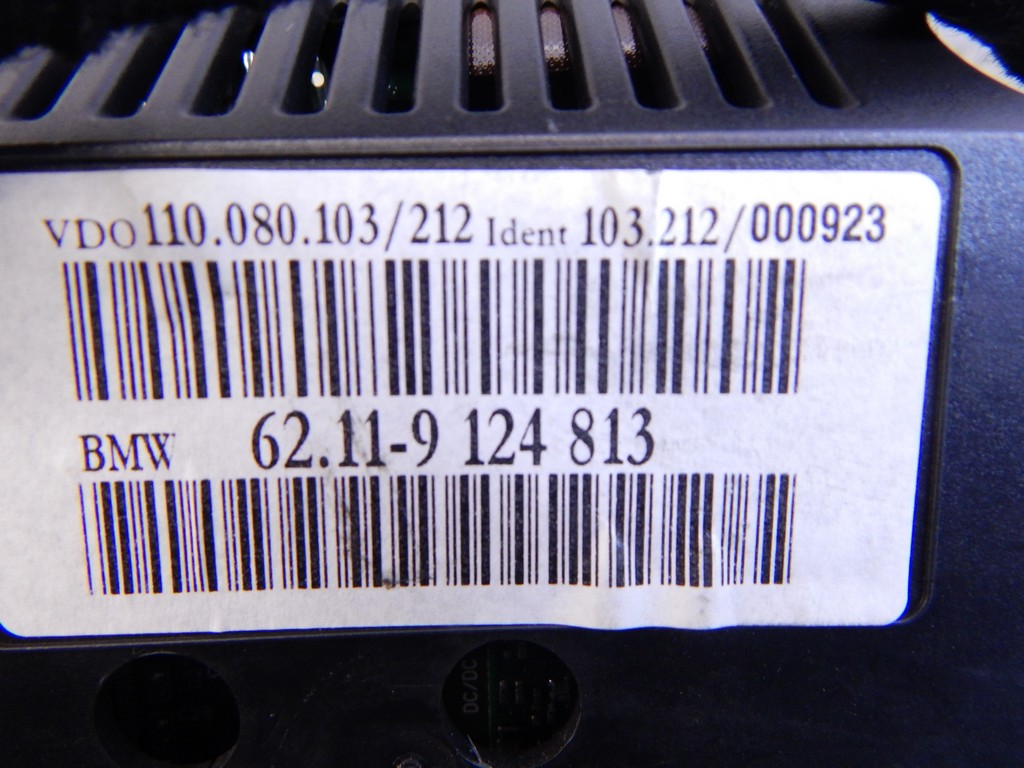 VDO 110.080.103/212 Ident 103.212/000923
BMW 62.11-9 124 813
DC/DC